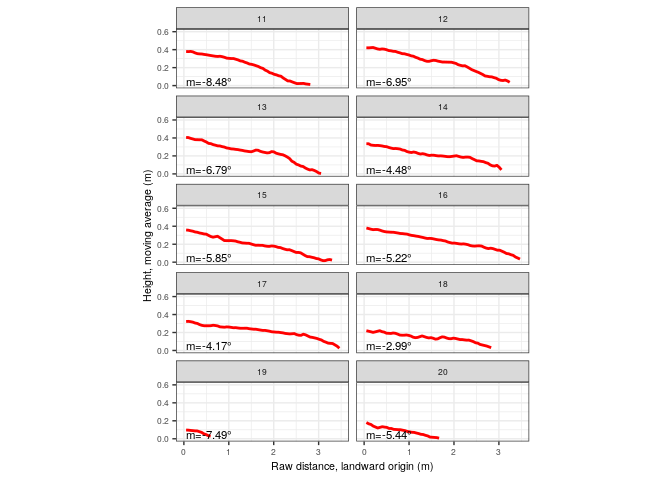 11
12
0.6
0.4
0.2
0.0
m=-8.48°
m=-6.95°
13
14
0.6
0.4
0.2
0.0
m=-6.79°
m=-4.48°
15
16
0.6
0.4
0.2
0.0
m=-5.85°
m=-5.22°
17
18
0.6
0.4
0.2
0.0
m=-4.17°
m=-2.99°
19
20
0.6
0.4
0.2
0.0
m=-7.49°
m=-5.44°
0 1 2 3
0 1 2 3
Height, moving average (m)
Raw distance, landward origin (m)